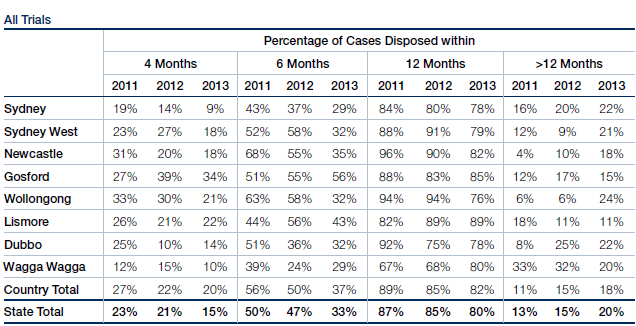 All Trials
Percentage of Cases Disposed within
4 Months 6 Months 12 Months >12 Months
2011 2012 2013 2011 2012 2013 2011 2012 2013 2011 2012 2013
Sydney 19% 14% 9% 43% 37% 29% 84% 80% 78% 16% 20% 22%
Sydney West 23% 27% 18% 52% 58% 32% 88% 91% 79% 12% 9% 21%
Newcastle 31% 20% 18% 68% 55% 35% 96% 90% 82% 4% 10% 18%
Gosford 27% 39% 34% 51% 55% 56% 88% 83% 85% 12% 17% 15%
Wollongong 33% 30% 21% 63% 58% 32% 94% 94% 76% 6% 6% 24%
Lismore 26% 21% 22% 44% 56% 43% 82% 89% 89% 18% 11% 11%
Dubbo 25% 10% 14% 51% 36% 32% 92% 75% 78% 8% 25% 22%
Wagga Wagga 12% 15% 10% 39% 24% 29% 67% 68% 80% 33% 32% 20%
Country Total 27% 22% 20% 56% 50% 37% 89% 85% 82% 11% 15% 18%
State Total 23% 21% 15% 50% 47% 33% 87% 85% 80% 13% 15% 20%